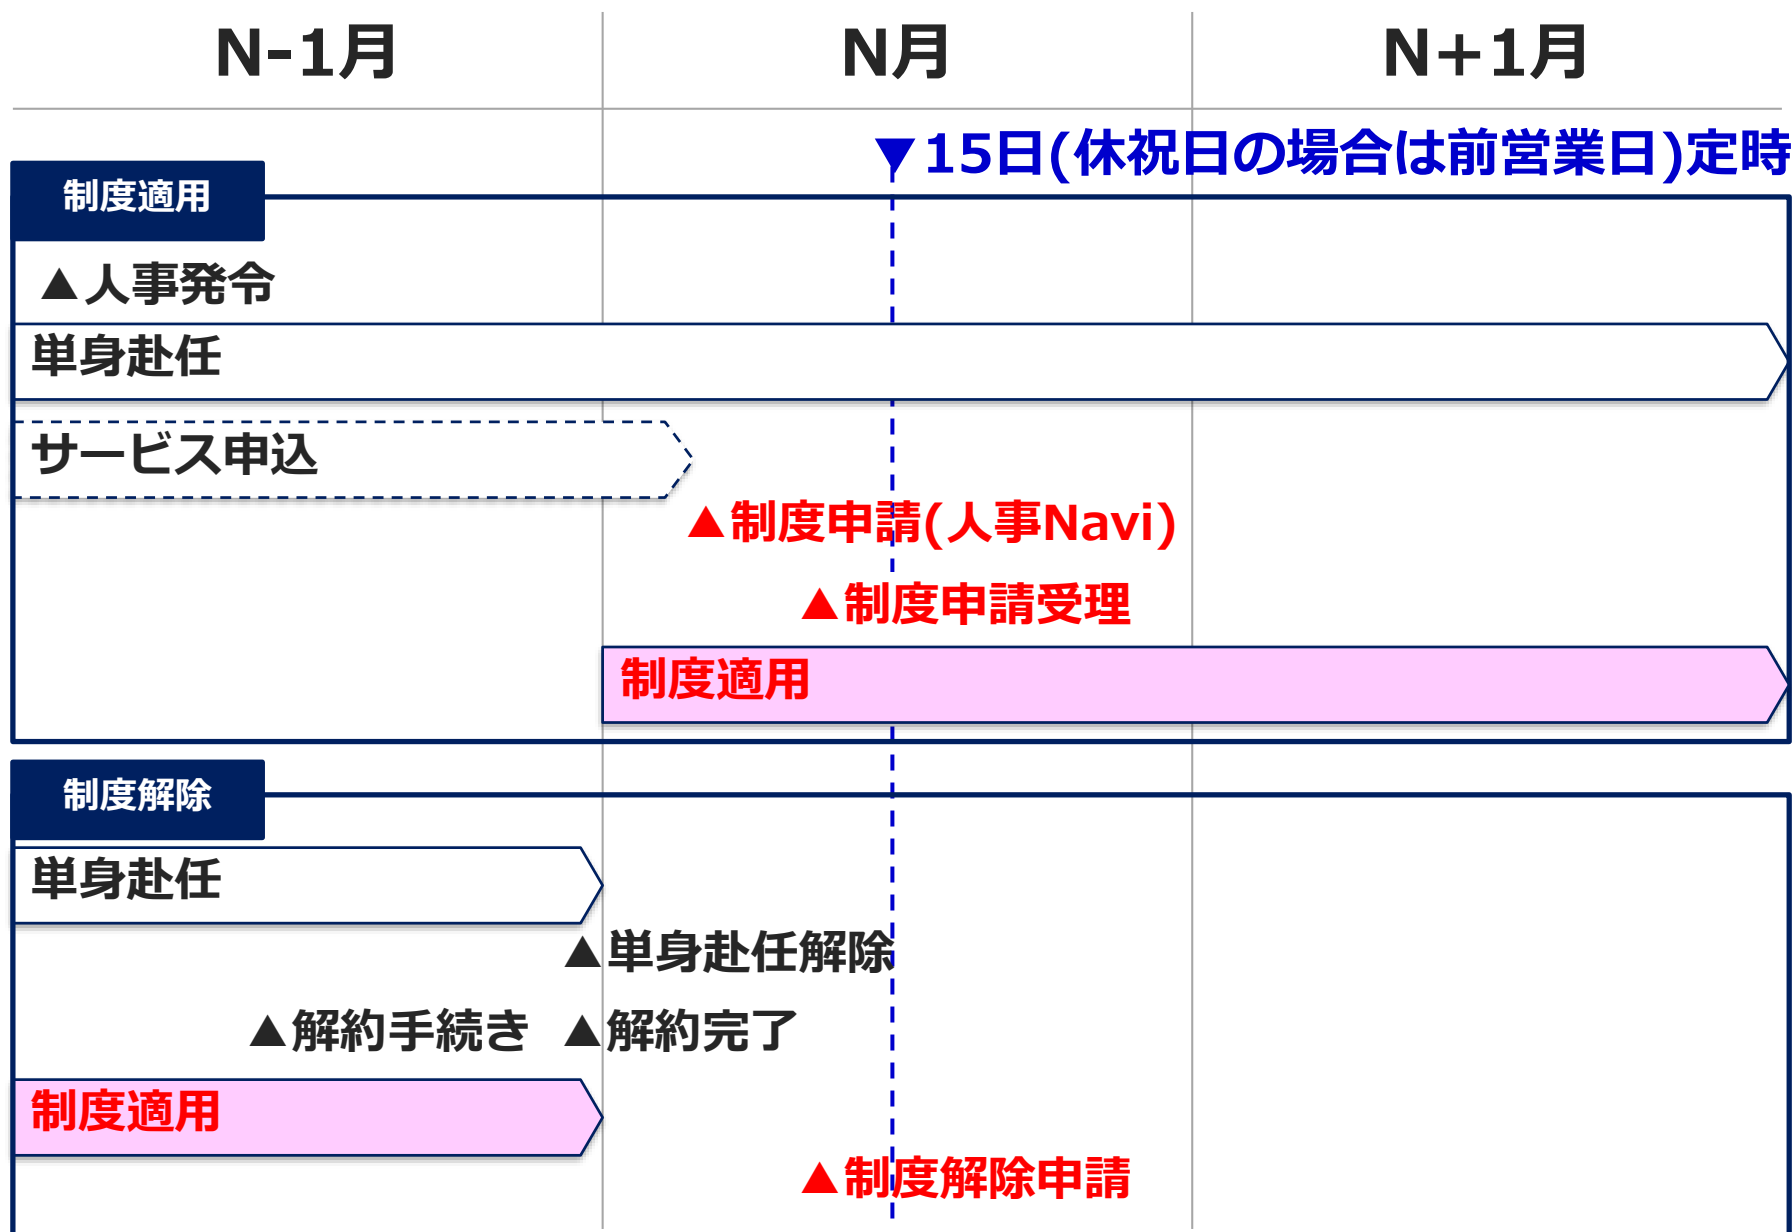 N-1月
N月
N+1月
▼15日(休祝日の場合は前営業日)定時
制度適用
▲人事発令
単身赴任
サービス申込
▲制度申請(人事Navi)
▲制度申請受理
制度適用
制度解除
単身赴任
▲単身赴任解除
▲解約手続き
▲解約完了
制度適用
▲制度解除申請